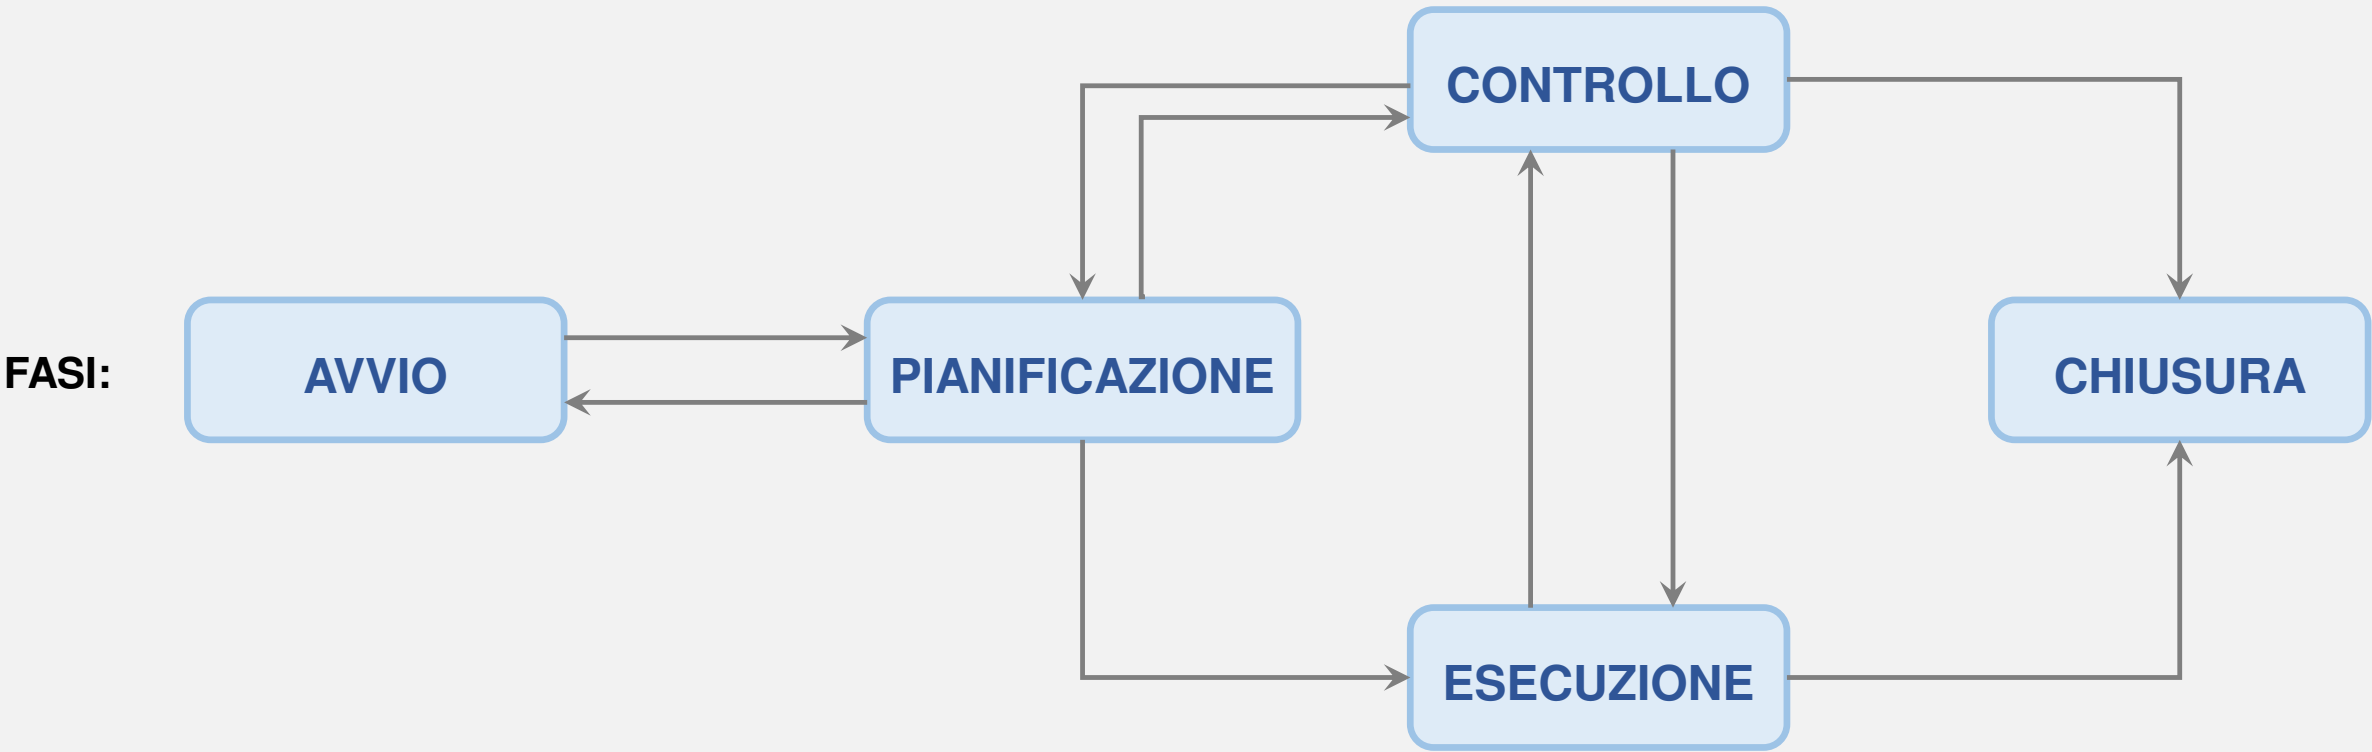 CONTROLLO
FASI:
AVVIO
PIANIFICAZIONE
CHIUSURA
ESECUZIONE